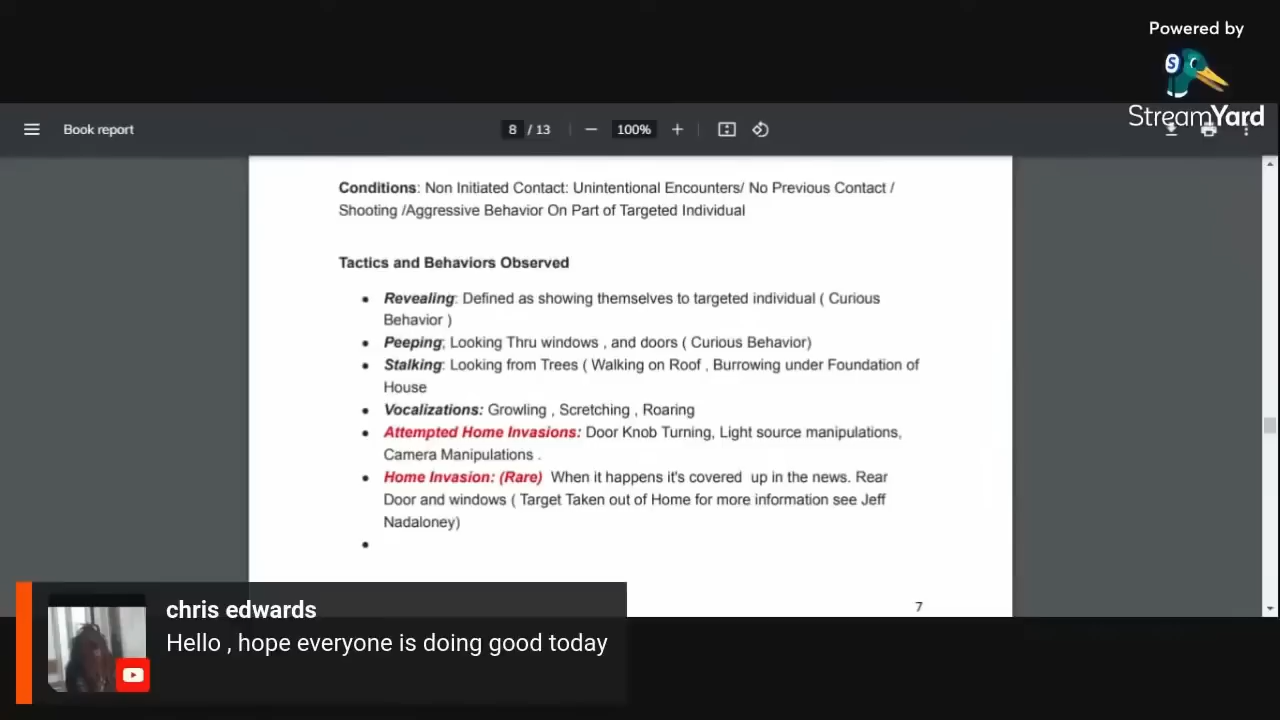 Powered by
StreamYard
Book report
8 / 13
100%
Conditions: Non Initiated Contact: Unintentional Encounters/ No Previous Contact /
Shooting /Aggressive Behavior On Part of Targeted Individual
Tactics and Behaviors Observed
Revealing: Defined as showing themselves to targeted individual ( Curious
Behavior )
Peeping; Looking Thru windows , and doors ( Curious Behavior)
Stalking: Looking from Trees ( Walking on Roof , Burrowing under Foundation of
House
Vocalizations: Growling , Scretching , Roaring
Attempted Home Invasions: Door Knob Turning, Light source manipulations,
Camera Manipulations .
Home Invasion: (Rare) When it happens it's covered up in the news. Rear
Door and windows ( Target Taken out of Home for more information see Jeff
Nadaloney)
7
chris edwards
Hello , hope everyone is doing good today